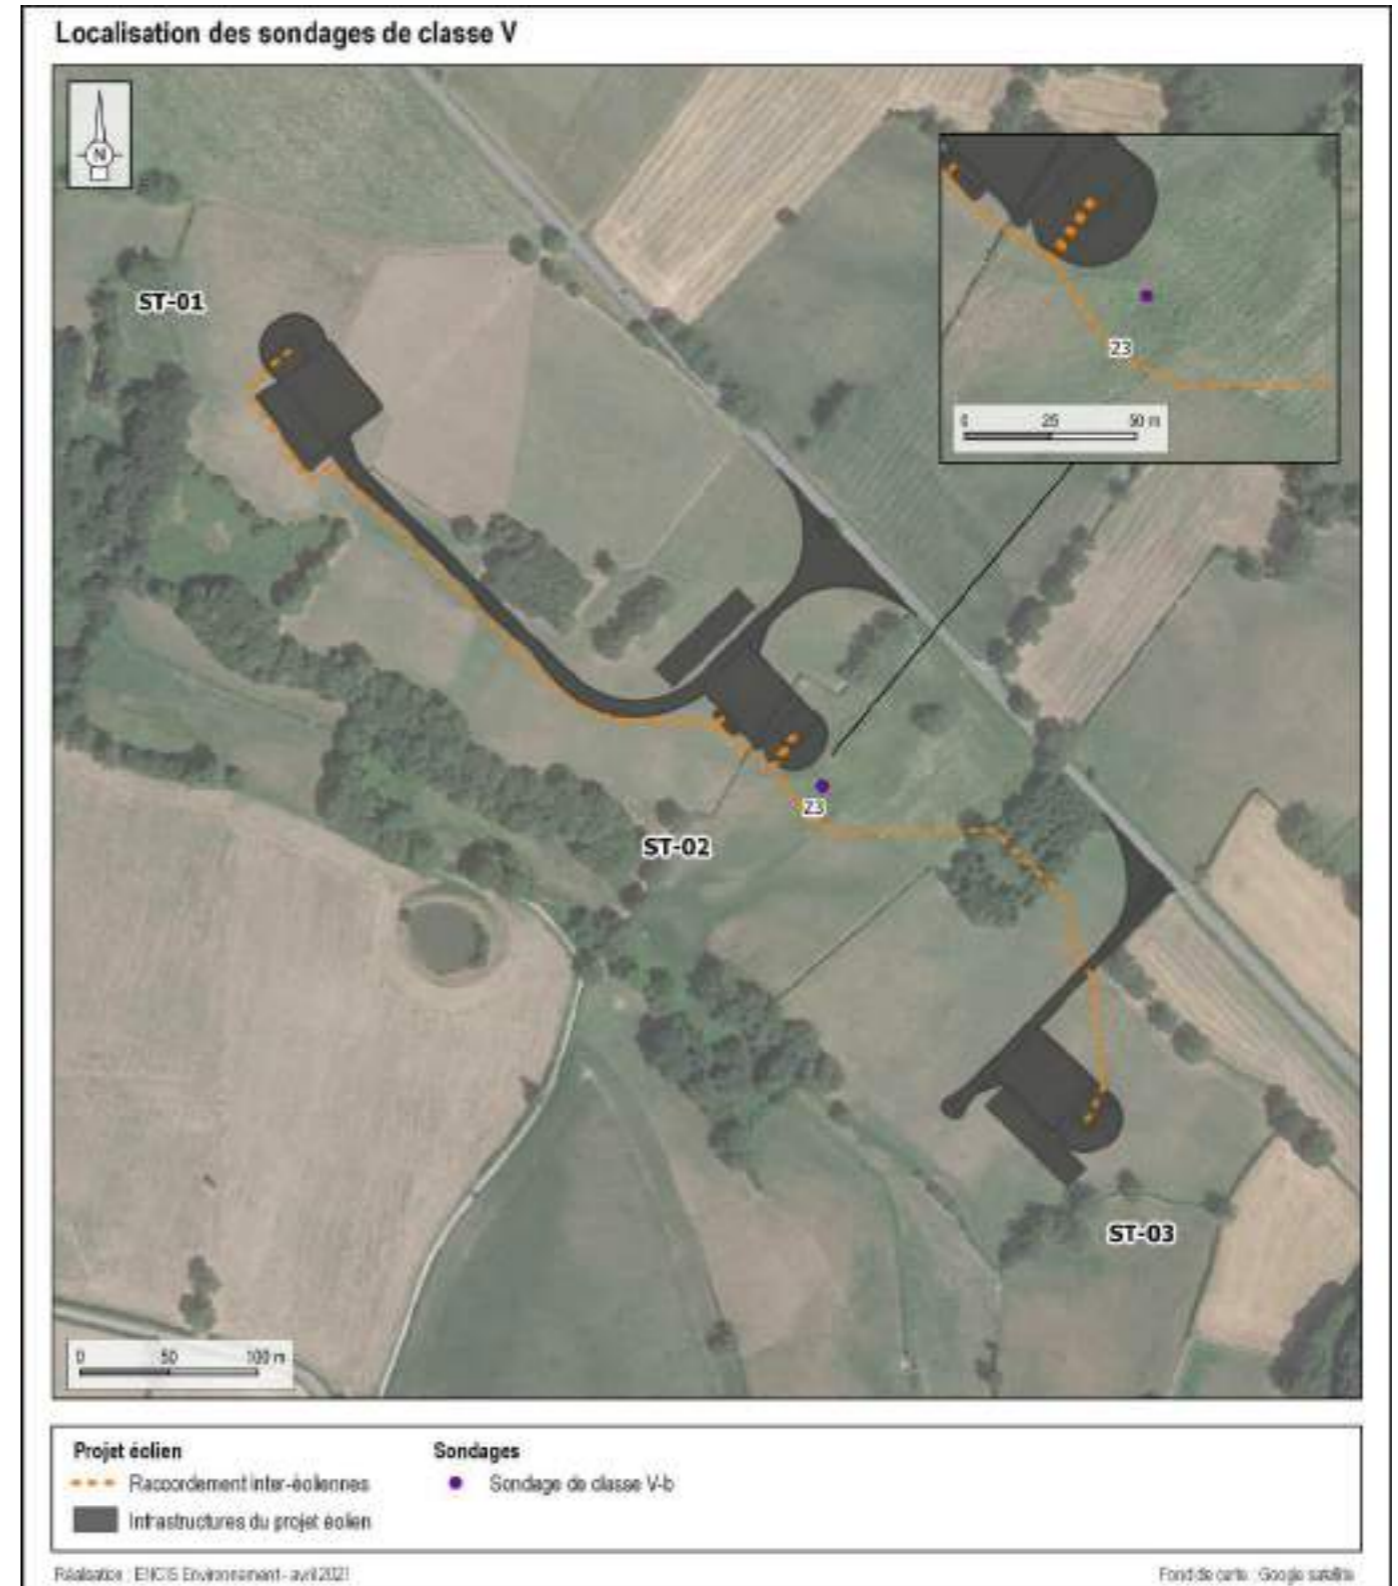 Localisation des sondages de classe V
N
ST-01
23
0 25 50 m
23
ST-02
ST-03
0 50 100 m
Projet éolien
Sondages
Raccordement inter-éoliennes
Sondage de classe V-b
Infrastructures du projet éolien
Réalisation : ENCIS Environnement - avril 2021
Fond de carte : Google satellite